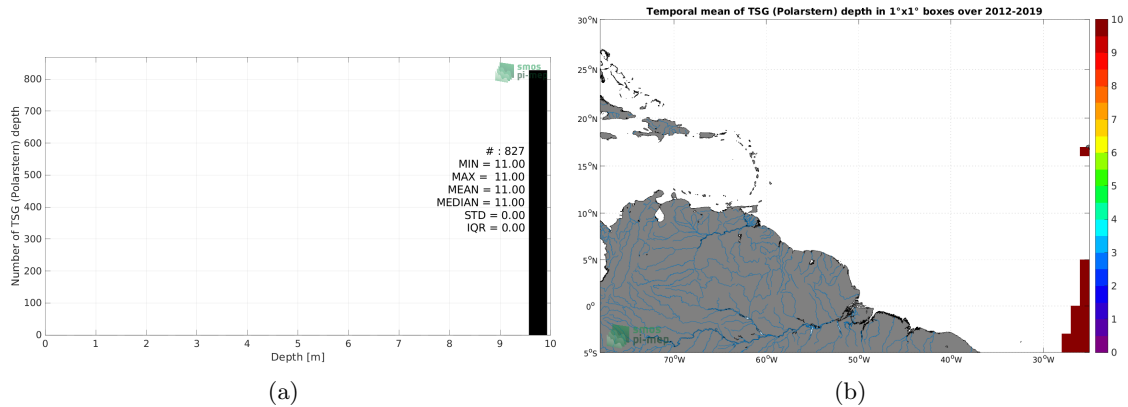 800
700
600
500
400
300
200
100
0
Number of TSG (Polarstern) depth
smos
pi-mep
# : 827
MIN = 11.00
MAX = 11.00
MEAN = 11.00
MEDIAN = 11.00
STD = 0.00
IQR = 0.00
0 1 2 3 4 5 6 7 8 9 10
Depth [m]
(a)
Temporal mean of TSG (Polarstern) depth in 1°x1° boxes over 2012-2019
30°N
25°N
20°N
15°N
10°N
5°N
0°
5°S
70°W 60°W 50°W 40°W 30°W
smos
pi-mep
10
9
8
7
6
5
4
3
2
1
0
(b)